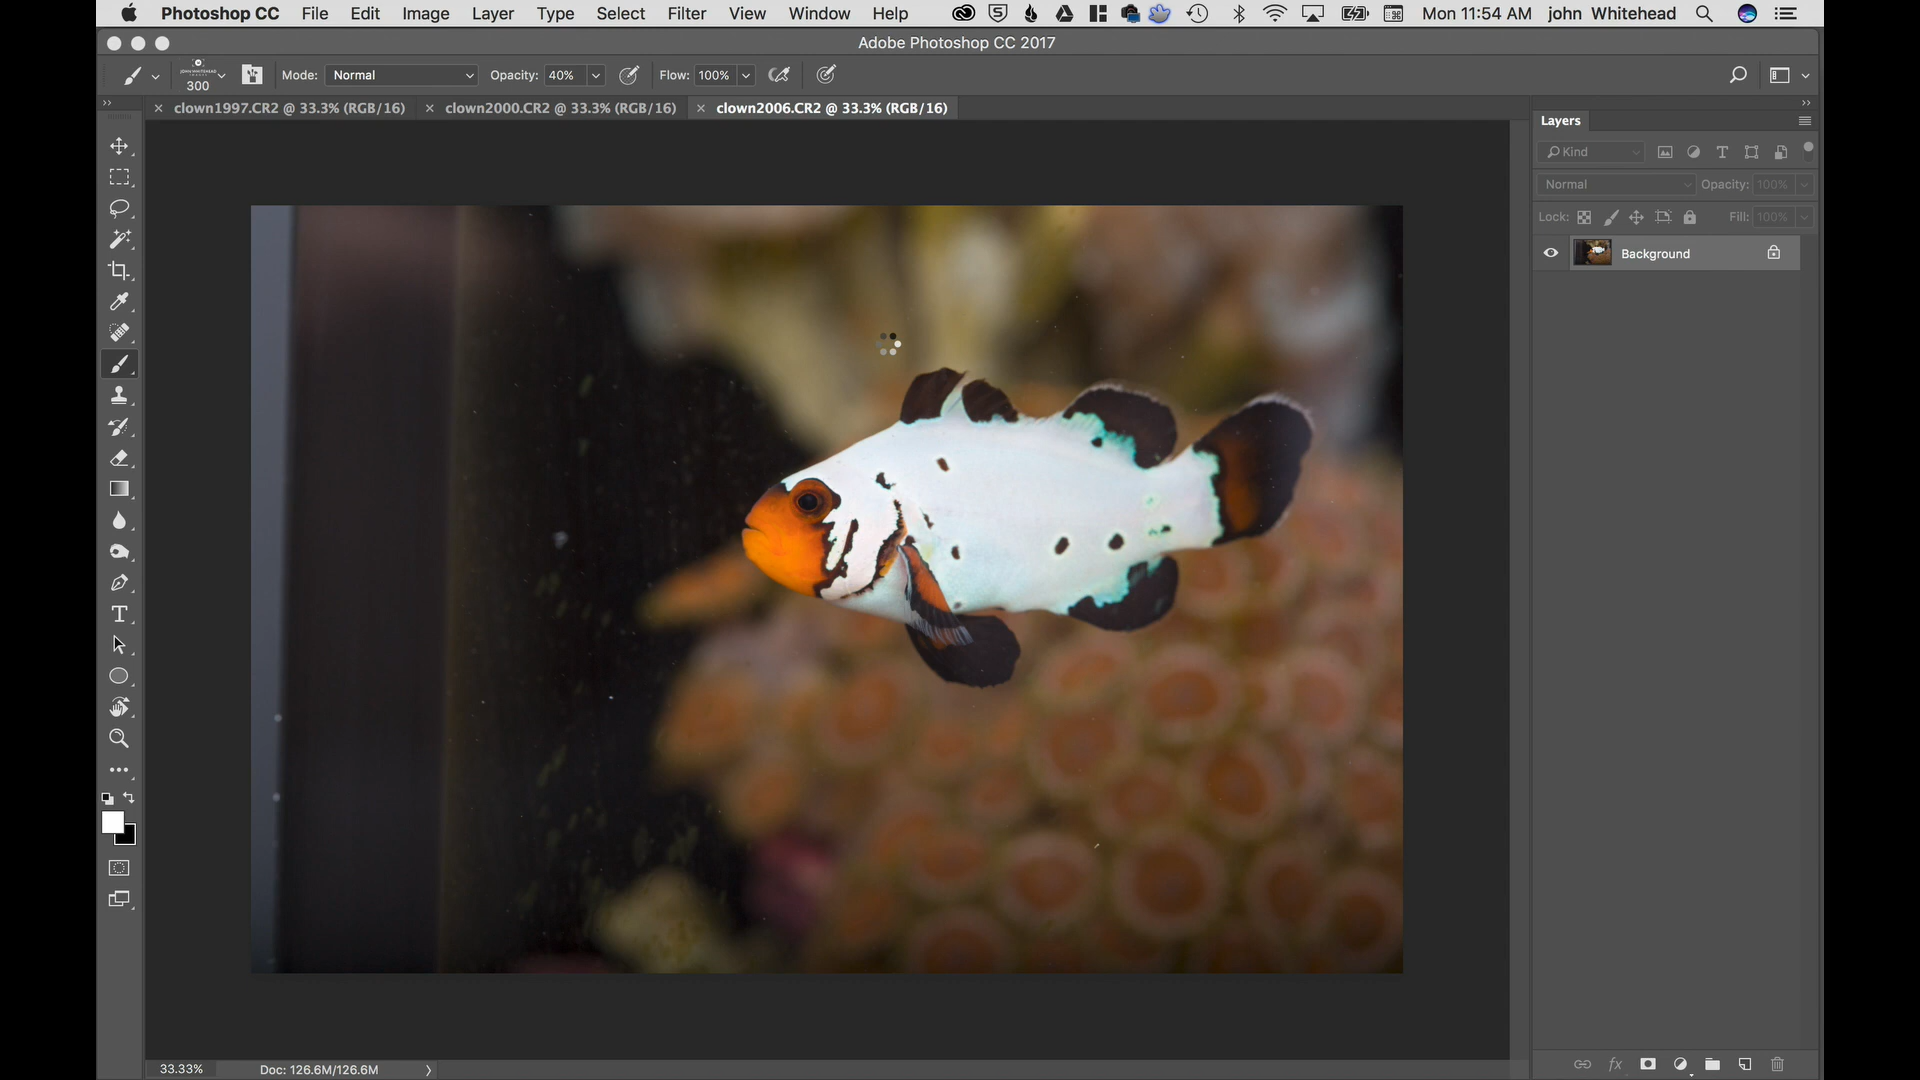 Photoshop CC File Edit Image Layer Type Select Filter View Window Help Mon 11:54 AM john Whitehead
Adobe Photoshop CC 2017
300 Mode: Normal Opacity: 40% Flow: 100%
clown1997.CR2 @ 33.3% (RGB/16) clown2000.CR2 @ 33.3% (RGB/16) clown2006.CR2 @ 33.3% (RGB/16)
Layers
Kind
Normal Opacity: 100%
Lock: Fill: 100%
Background
33.33% Doc: 126.6M/126.6M